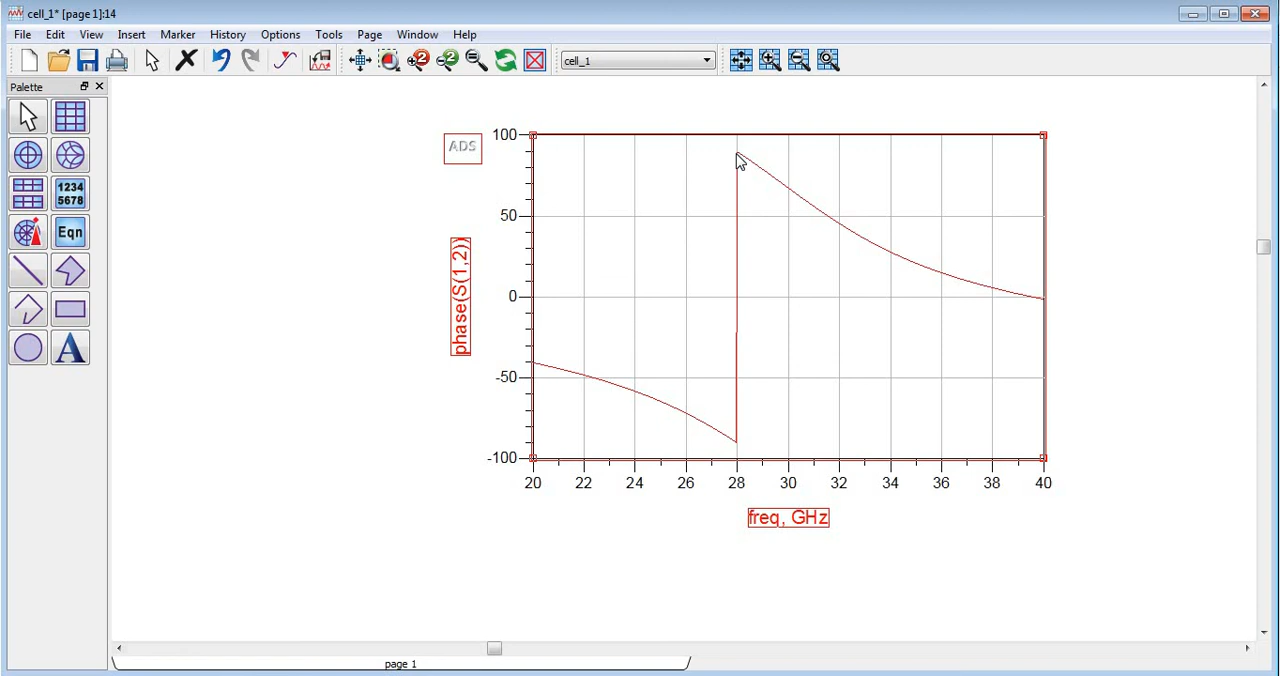 cell_1* [page 1]:14
File Edit View Insert Marker History Options Tools Page Window Help
2 -2 cell_1
Palette
1234
5678
Eqn
A
ADS
phase(S(1,2))
100
50
0
-50
-100
20 22 24 26 28 30 32 34 36 38 40
freq, GHz
page 1